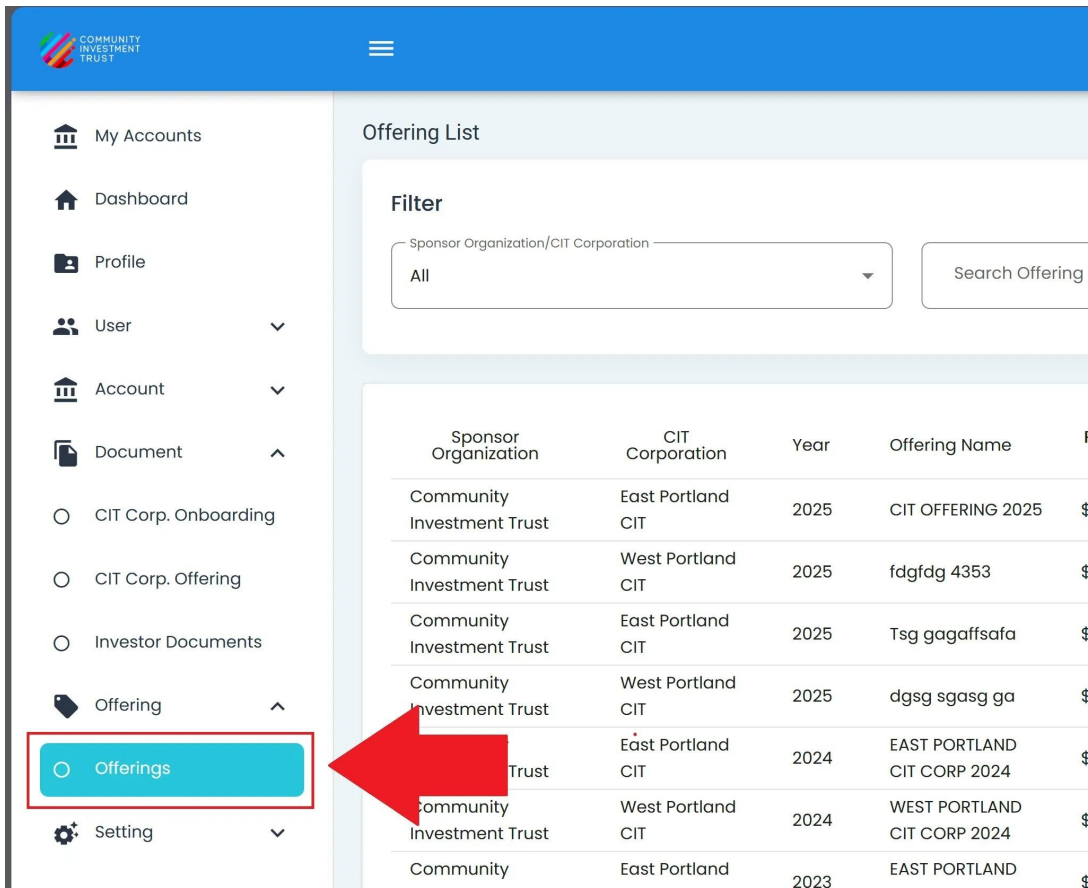 COMMUNITY
INVESTMENT
TRUST
My Accounts
Dashboard
Profile
User
Account
Document
CIT Corp. Onboarding
CIT Corp. Offering
Investor Documents
Offering
Offerings
Setting
Offering List
Filter
Sponsor Organization/CIT Corporation
All
Search Offering
Sponsor CIT Year Offering Name
Organization Corporation
Community East Portland 2025 CIT OFFERING 2025 $
Investment Trust CIT
Community West Portland 2025 fdgfdg 4353 $
Investment Trust CIT
Community East Portland 2025 Tsg gagaffsafa $
Investment Trust CIT
Community West Portland 2025 dgsg sgasg ga $
Investment Trust CIT
East Portland 2024 EAST PORTLAND $
Trust CIT CIT CORP 2024
Community West Portland 2024 WEST PORTLAND $
Investment Trust CIT CIT CORP 2024
Community East Portland 2023 EAST PORTLAND $